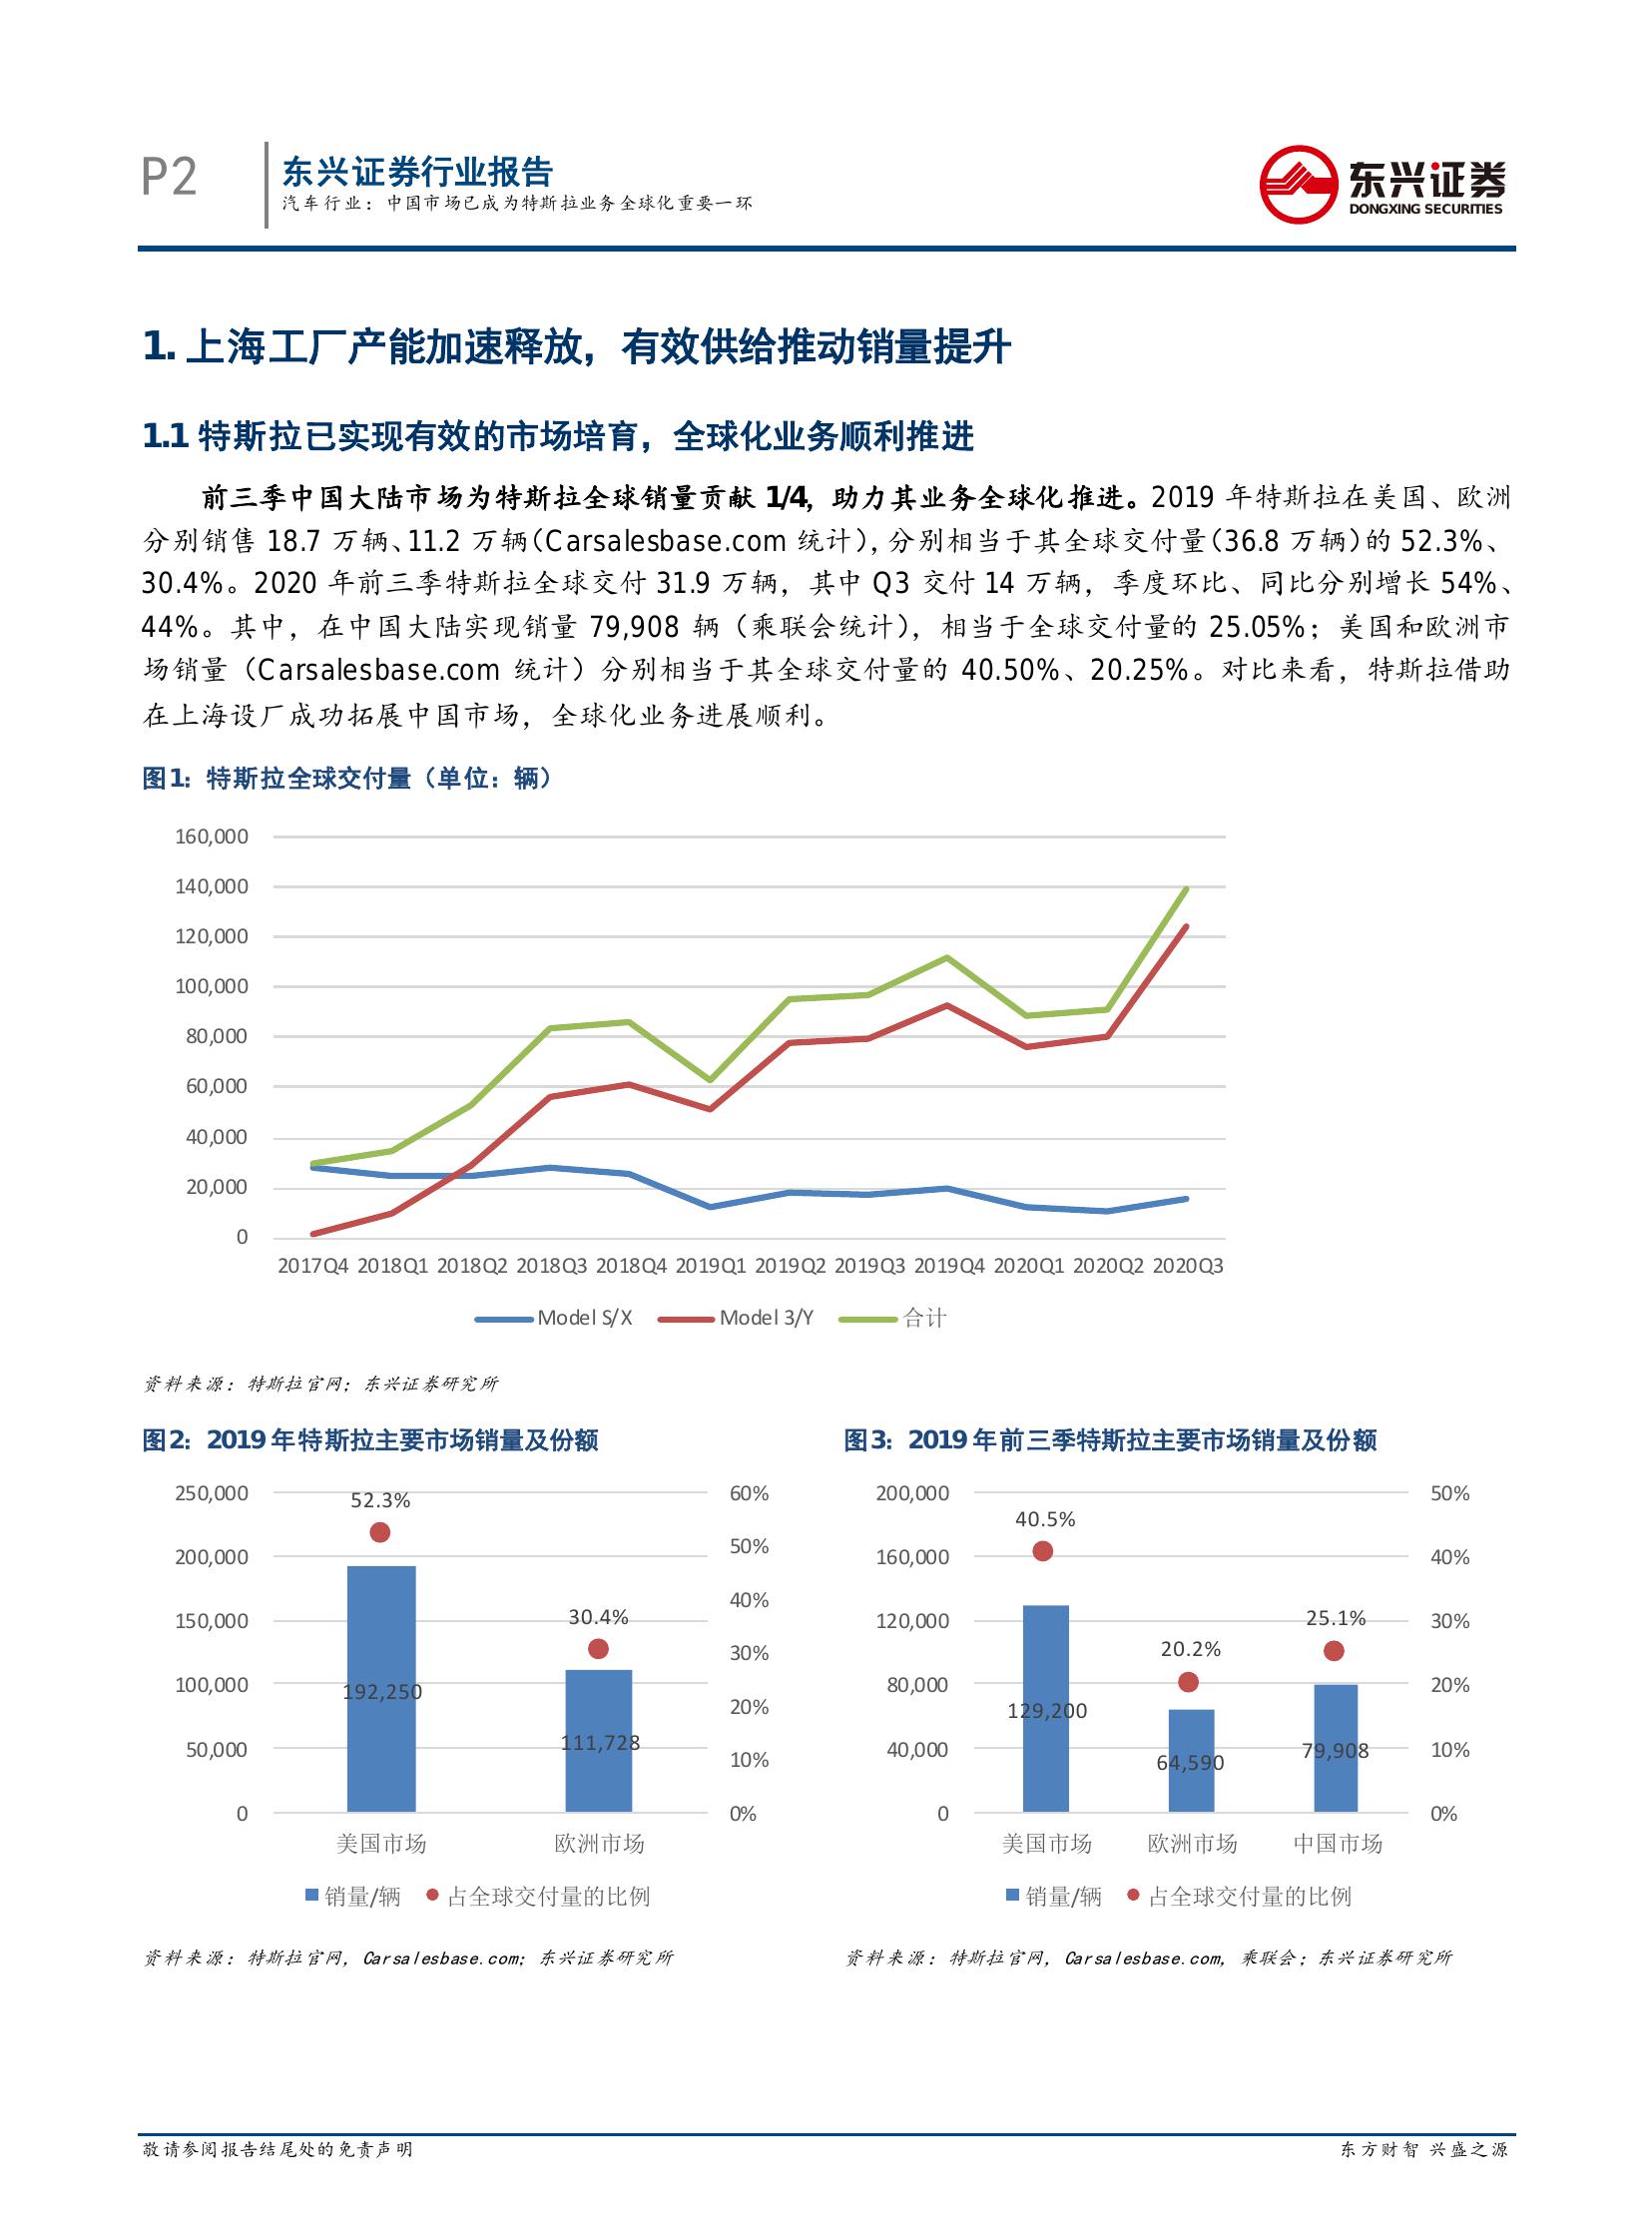 P2
东兴证券行业报告
汽车行业：中国市场已成为特斯拉业务全球化重要一环
东兴证券
DONGXING SECURITIES
1. 上海工厂产能加速释放，有效供给推动销量提升
1.1 特斯拉已实现有效的市场培育，全球化业务顺利推进
前三季中国大陆市场为特斯拉全球销量贡献 1/4，助力其业务全球化推进。2019 年特斯拉在美国、欧洲
分别销售 18.7 万辆、11.2 万辆（Carsalesbase.com 统计），分别相当于其全球交付量（36.8 万辆）的 52.3%、
30.4%。2020 年前三季特斯拉全球交付 31.9 万辆，其中 Q3 交付 14 万辆，季度环比、同比分别增长 54%、
44%。其中，在中国大陆实现销量 79,908 辆（乘联会统计），相当于全球交付量的 25.05%；美国和欧洲市
场销量（Carsalesbase.com 统计）分别相当于其全球交付量的 40.50%、20.25%。对比来看，特斯拉借助
在上海设厂成功拓展中国市场，全球化业务进展顺利。
图1：特斯拉全球交付量（单位：辆）
160,000
140,000
120,000
100,000
80,000
60,000
40,000
20,000
0
2017Q4 2018Q1 2018Q2 2018Q3 2018Q4 2019Q1 2019Q2 2019Q3 2019Q4 2020Q1 2020Q2 2020Q3
Model S/X Model 3/Y 合计
资料来源：特斯拉官网；东兴证券研究所
图2：2019 年特斯拉主要市场销量及份额
250,000
200,000
150,000
100,000
50,000
0
52.3%
30.4%
192,250
111,728
60%
50%
40%
30%
20%
10%
0%
美国市场 欧洲市场
销量/辆 占全球交付量的比例
资料来源：特斯拉官网，Carsalesbase.com；东兴证券研究所
图3：2019 年前三季特斯拉主要市场销量及份额
200,000
160,000
120,000
80,000
40,000
0
40.5%
20.2%
25.1%
129,200
64,590
79,908
50%
40%
30%
20%
10%
0%
美国市场 欧洲市场 中国市场
销量/辆 占全球交付量的比例
资料来源：特斯拉官网，Carsalesbase.com，乘联会；东兴证券研究所
敬请参阅报告结尾处的免责声明
东方财智 兴盛之源